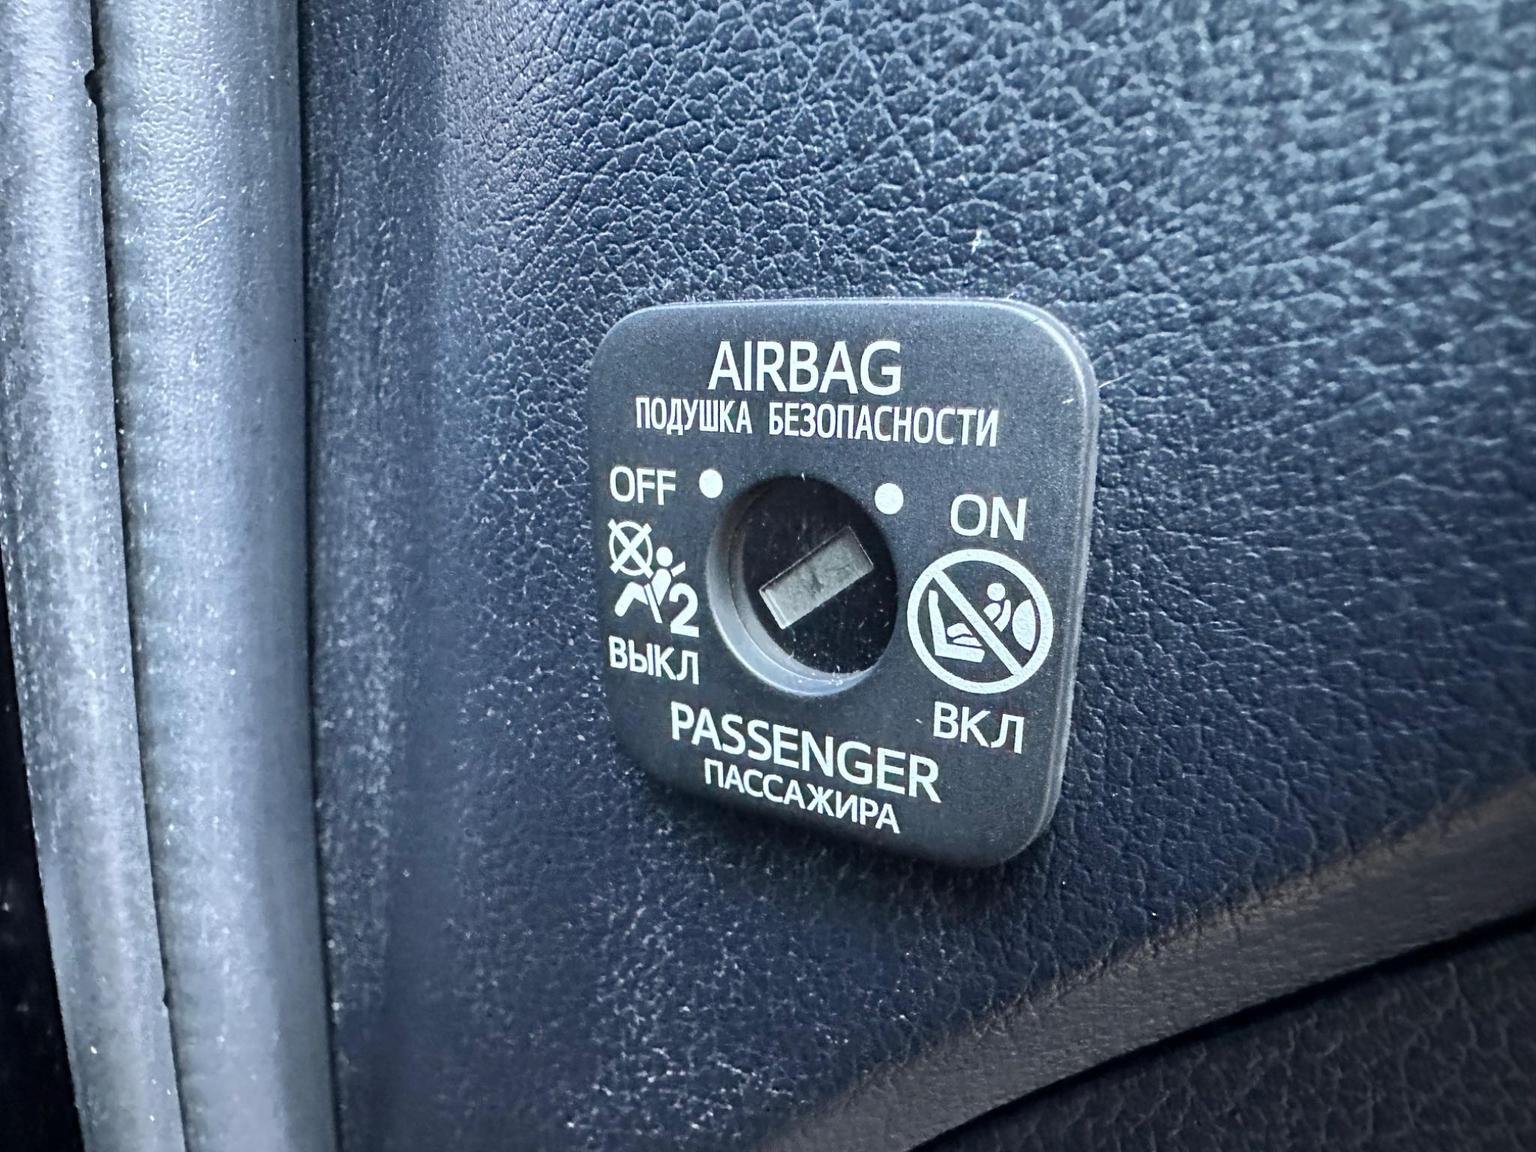 AIRBAG
ПОДУШКА БЕЗОПАСНОСТИ
OFF
ON
2
ВЫКЛ
ВКЛ
PASSENGER
ПАССАЖИРА